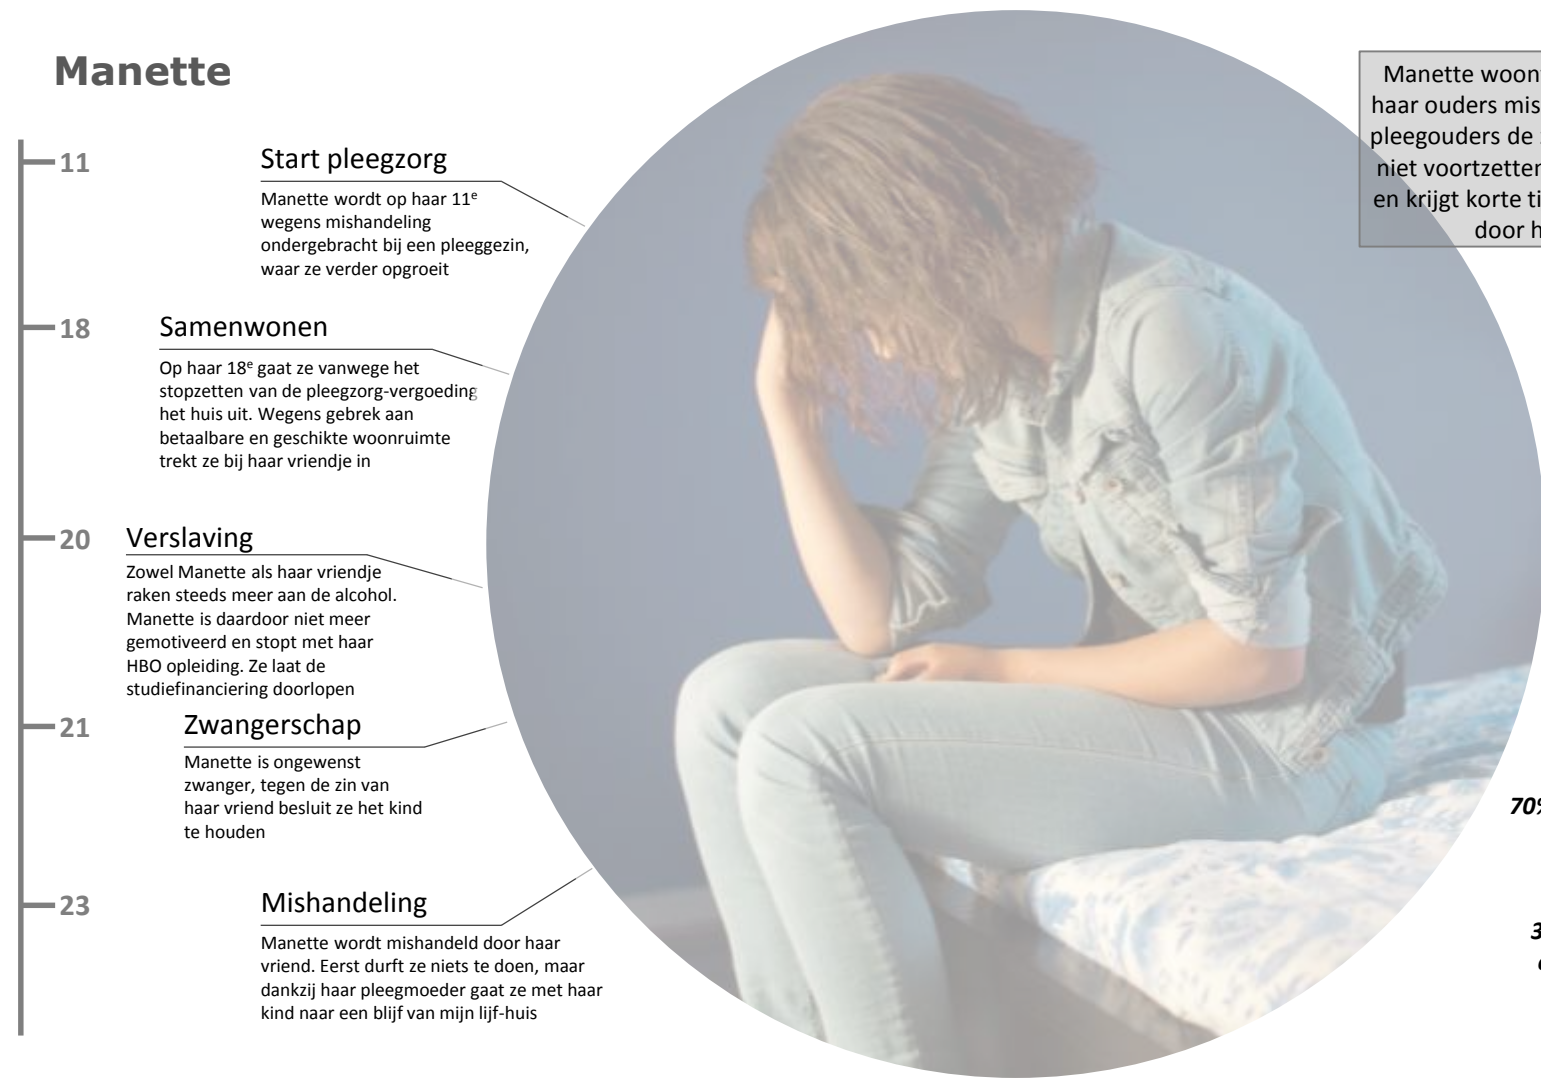 Manette
11
Start pleegzorg
Manette wordt op haar 11e
wegens mishandeling
ondergebracht bij een pleeggezin,
waar ze verder opgroeit
18
Samenwonen
Op haar 18e gaat ze vanwege het
stopzetten van de pleegzorg-vergoeding
het huis uit. Wegens gebrek aan
betaalbare en geschikte woonruimte
trekt ze bij haar vriendje in
20
Verslaving
Zowel Manette als haar vriendje
raken steeds meer aan de alcohol.
Manette is daardoor niet meer
gemotiveerd en stopt met haar
HBO opleiding. Ze laat de
studiefinanciering doorlopen
21
Zwangerschap
Manette is ongewenst
zwanger, tegen de zin van
haar vriend besluit ze het kind
te houden
23
Mishandeling
Manette wordt mishandeld door haar
vriend. Eerst durft ze niets te doen, maar
dankzij haar pleegmoeder gaat ze met haar
kind naar een blijf van mijn lijf-huis
Manette
haar ouders
pleegouders de
niet
en krijgt korte
door